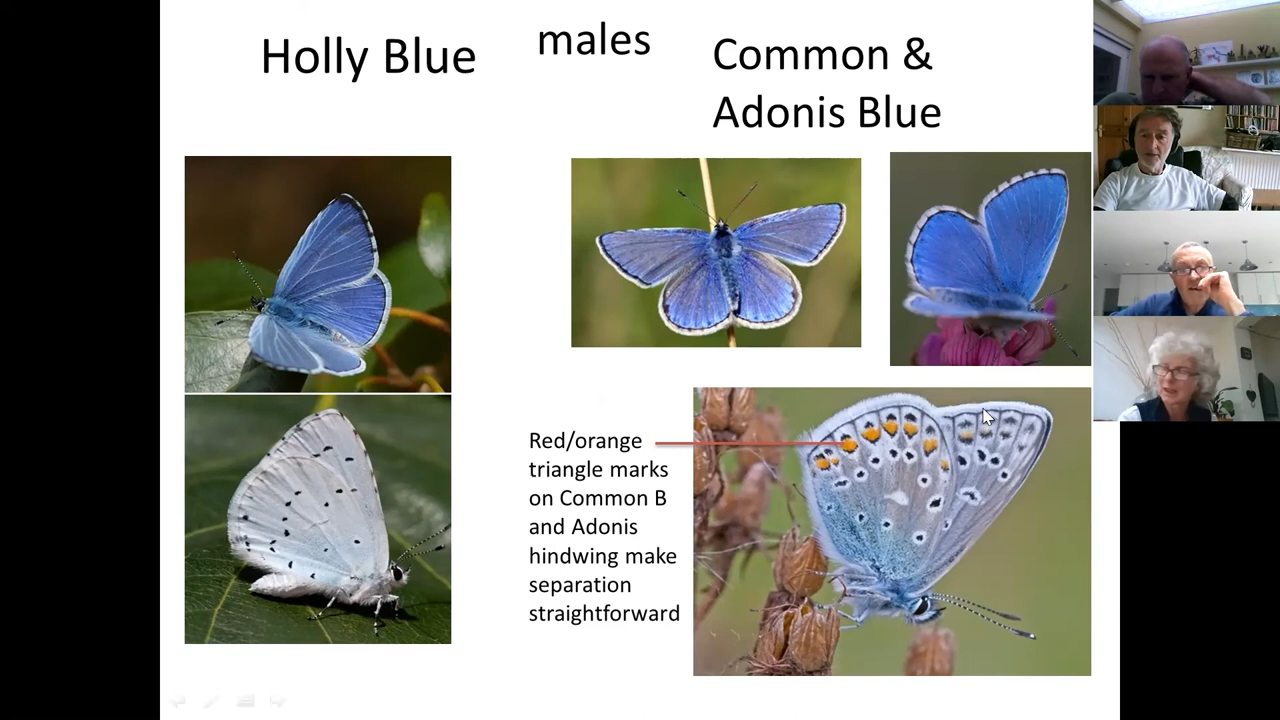 Holly Blue
males
Common &
Adonis Blue
Red/orange
triangle marks
on Common B
and Adonis
hindwing make
separation
straightforward